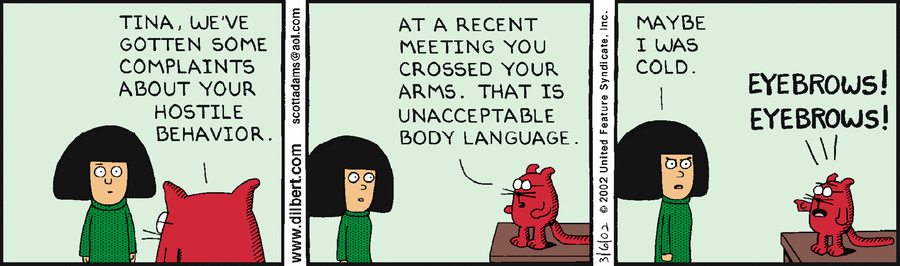 TINA, WE'VE
GOTTEN SOME
COMPLAINTS
ABOUT YOUR
HOSTILE
BEHAVIOR.
www.dilbert.com scottadams@aol.com
AT A RECENT
MEETING YOU
CROSSED YOUR
ARMS. THAT IS
UNACCEPTABLE
BODY LANGUAGE.
3/6/02 © 2002 United Feature Syndicate, Inc.
MAYBE
I WAS
COLD.
EYEBROWS!
EYEBROWS!